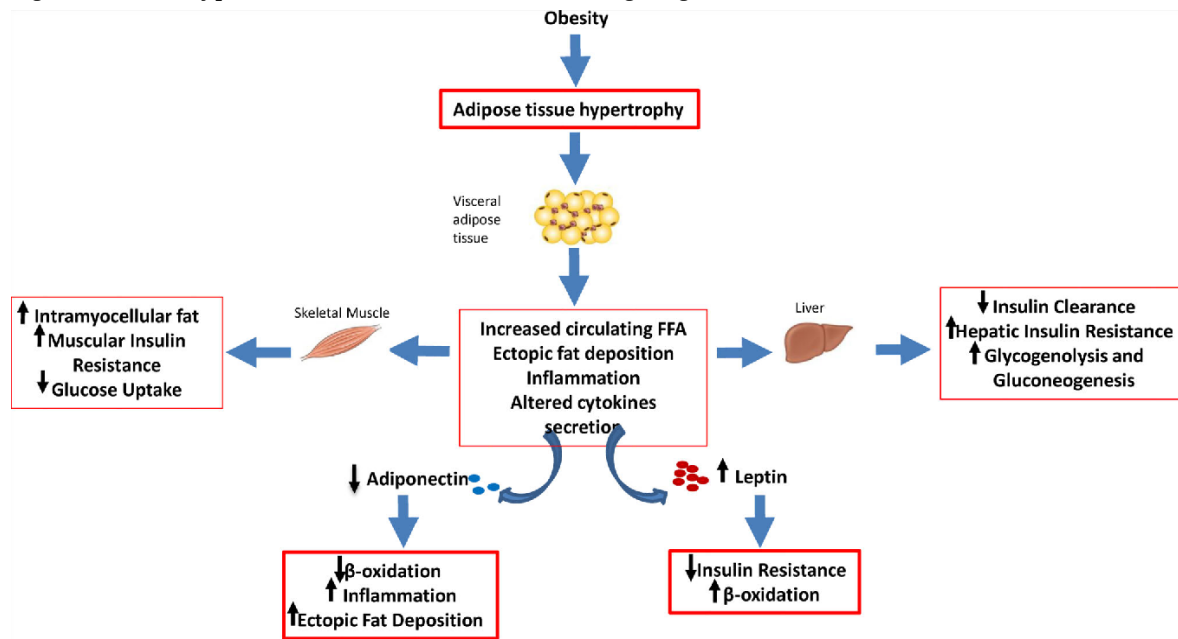 Obesity
Adipose tissue hypertrophy
Visceral
adipose
tissue
Skeletal Muscle
Liver
↑ Intramyocellular fat
↑ Muscular Insulin
Resistance
↓ Glucose Uptake
Increased circulating FFA
Ectopic fat deposition
Inflammation
Altered cytokines
secretion
↓ Insulin Clearance
↑ Hepatic Insulin Resistance
↑ Glycogenolysis and
Gluconeogenesis
↓ Adiponectin
↑ Leptin
↓ β-oxidation
↑ Inflammation
↑ Ectopic Fat Deposition
↓ Insulin Resistance
↑ β-oxidation